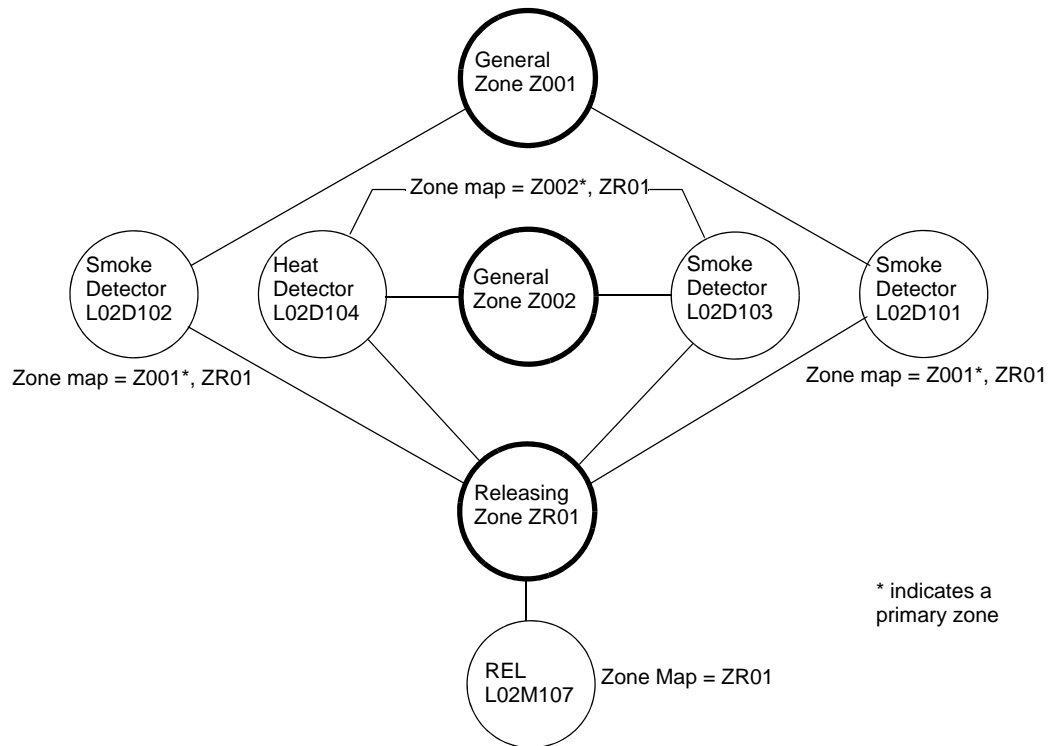 General
Zone Z001
Zone map = Z002*, ZR01
Smoke
Detector
L02D102
Heat
Detector
L02D104
General
Zone Z002
Smoke
Detector
L02D103
Smoke
Detector
L02D101
Zone map = Z001*, ZR01
Zone map = Z001*, ZR01
Releasing
Zone ZR01
* indicates a
primary zone
REL
L02M107
Zone Map = ZR01